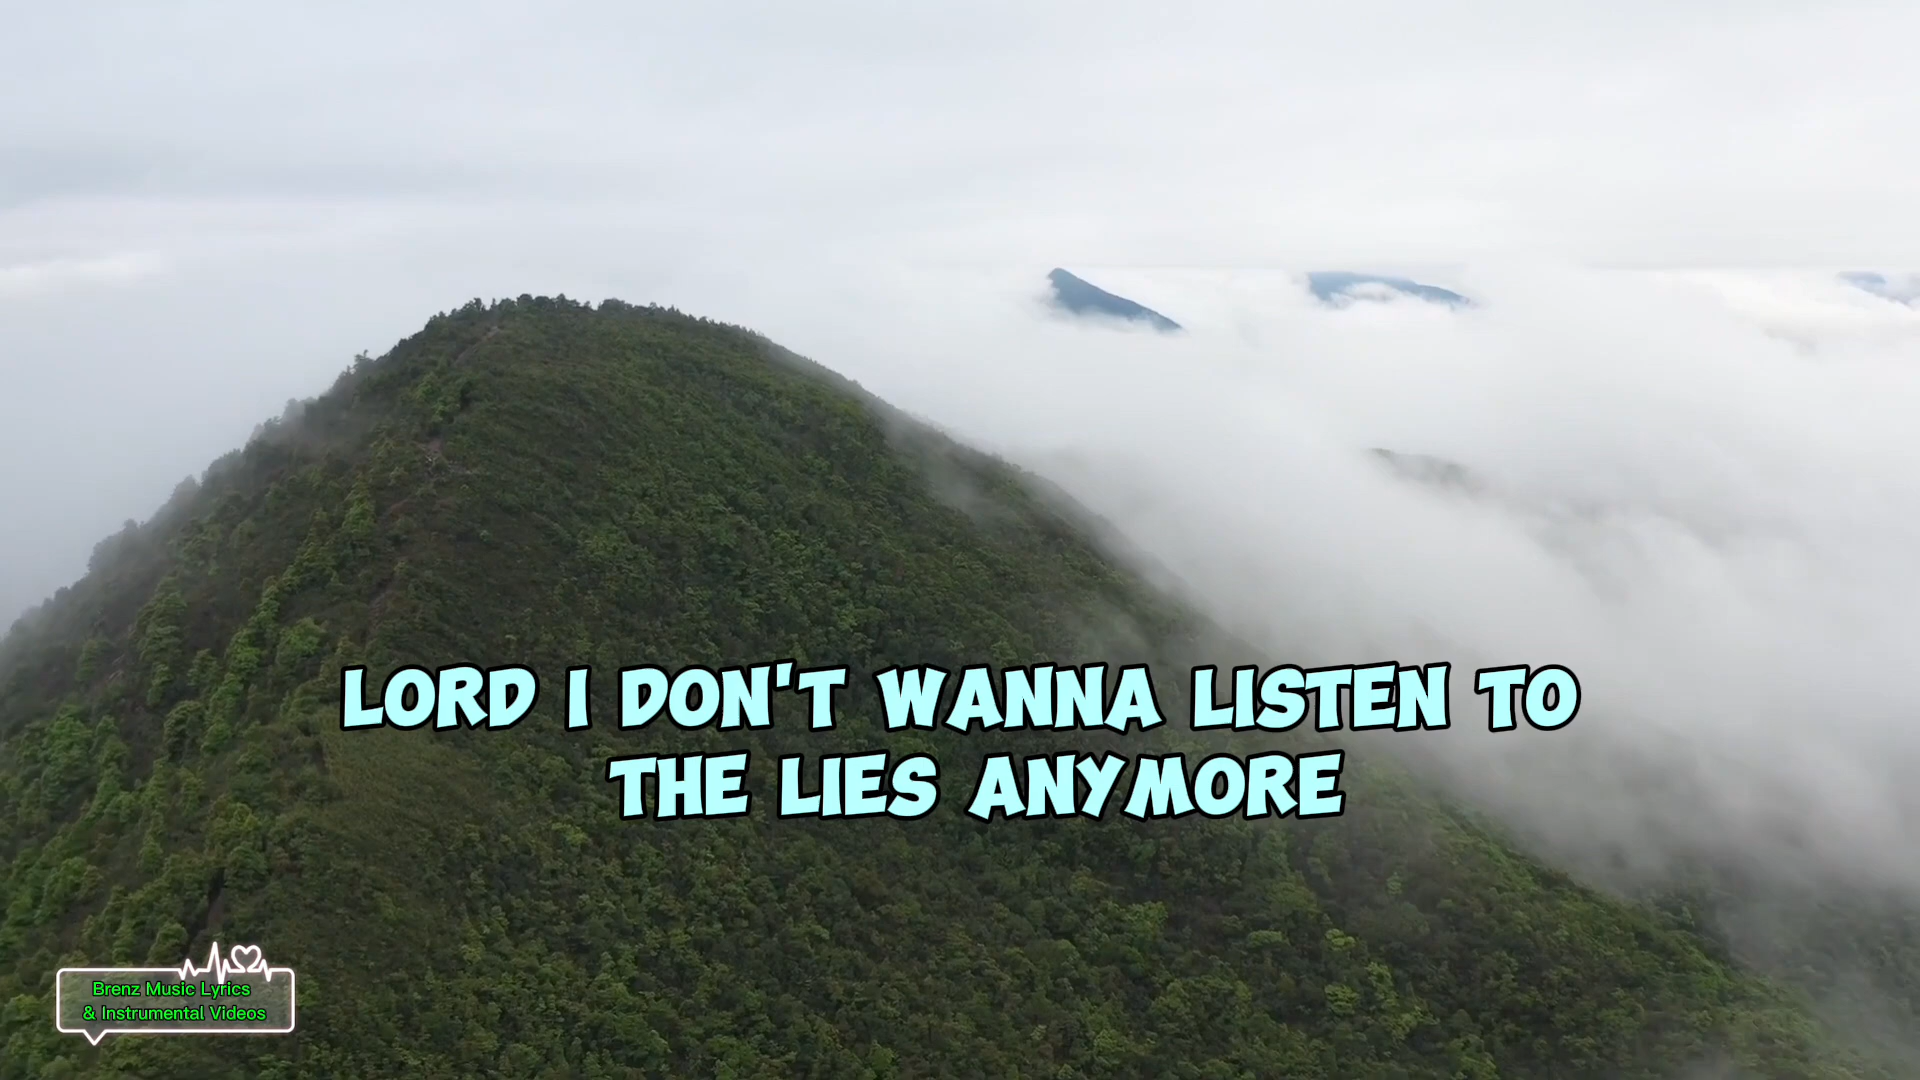 LORD I DON'T WANNA LISTEN TO
THE LIES ANYMORE
Brenz Music Lyrics
& Instrumental Videos